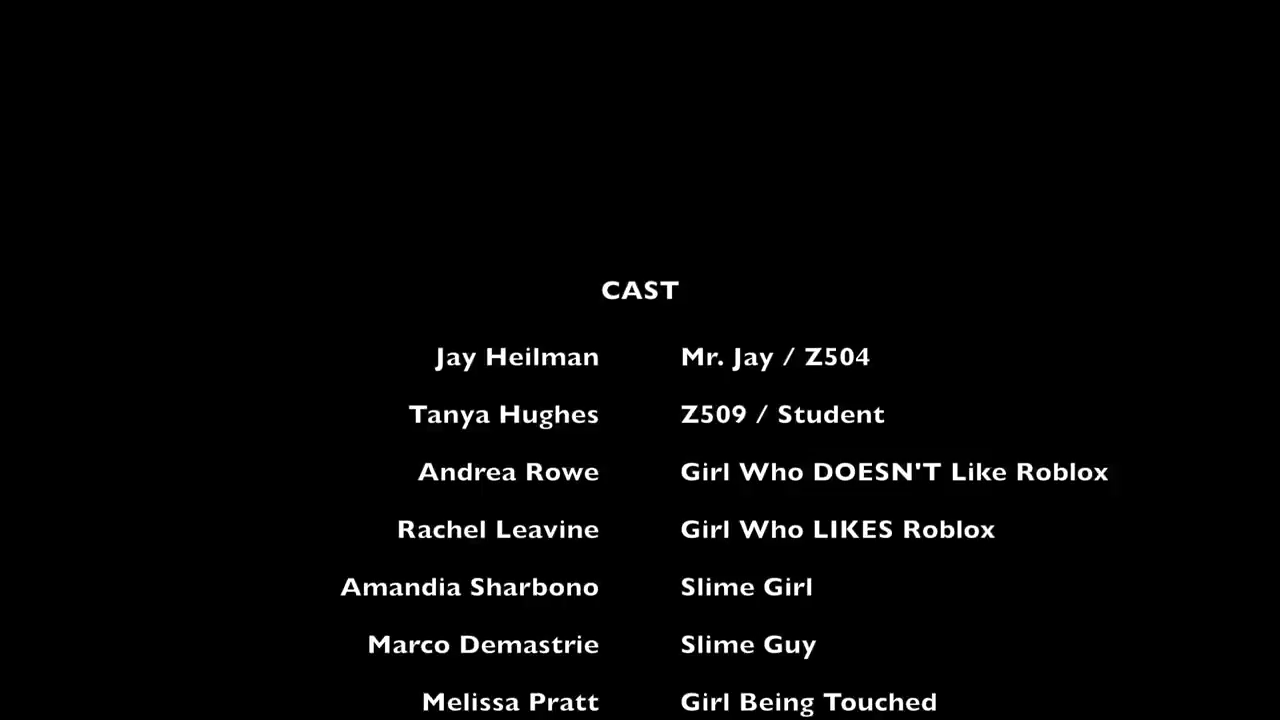 CAST
Jay Heilman Mr. Jay / Z504
Tanya Hughes Z509 / Student
Andrea Rowe Girl Who DOESN'T Like Roblox
Rachel Leavine Girl Who LIKES Roblox
Amandia Sharbono Slime Girl
Marco Demastrie Slime Guy
Melissa Pratt Girl Being Touched